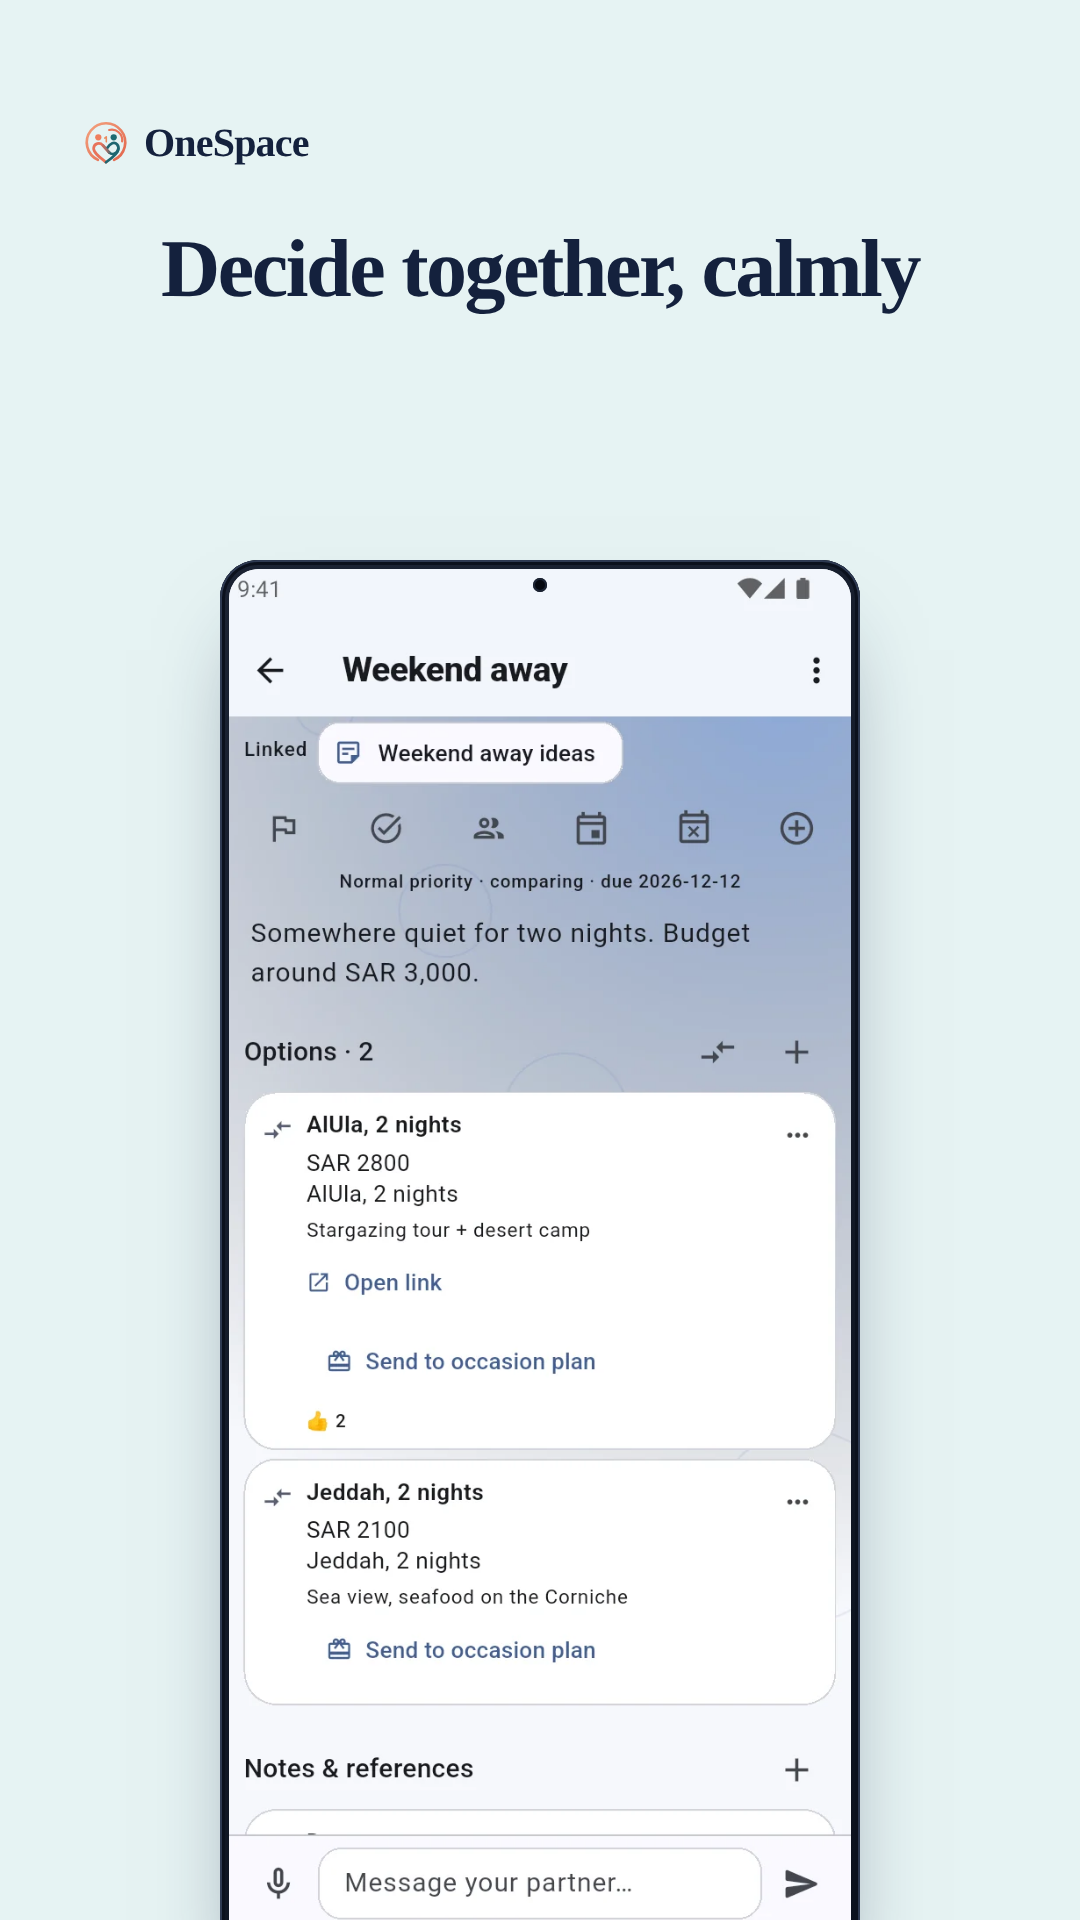 OneSpace
Decide together, calmly
9:41
Weekend away
Linked
Weekend away ideas
Normal priority · comparing · due 2026-12-12
Somewhere quiet for two nights. Budget
around SAR 3,000.
Options · 2
AlUla, 2 nights
SAR 2800
AlUla, 2 nights
Stargazing tour + desert camp
Open link
Send to occasion plan
👍 2
Jeddah, 2 nights
SAR 2100
Jeddah, 2 nights
Sea view, seafood on the Corniche
Send to occasion plan
Notes & references
Message your partner...